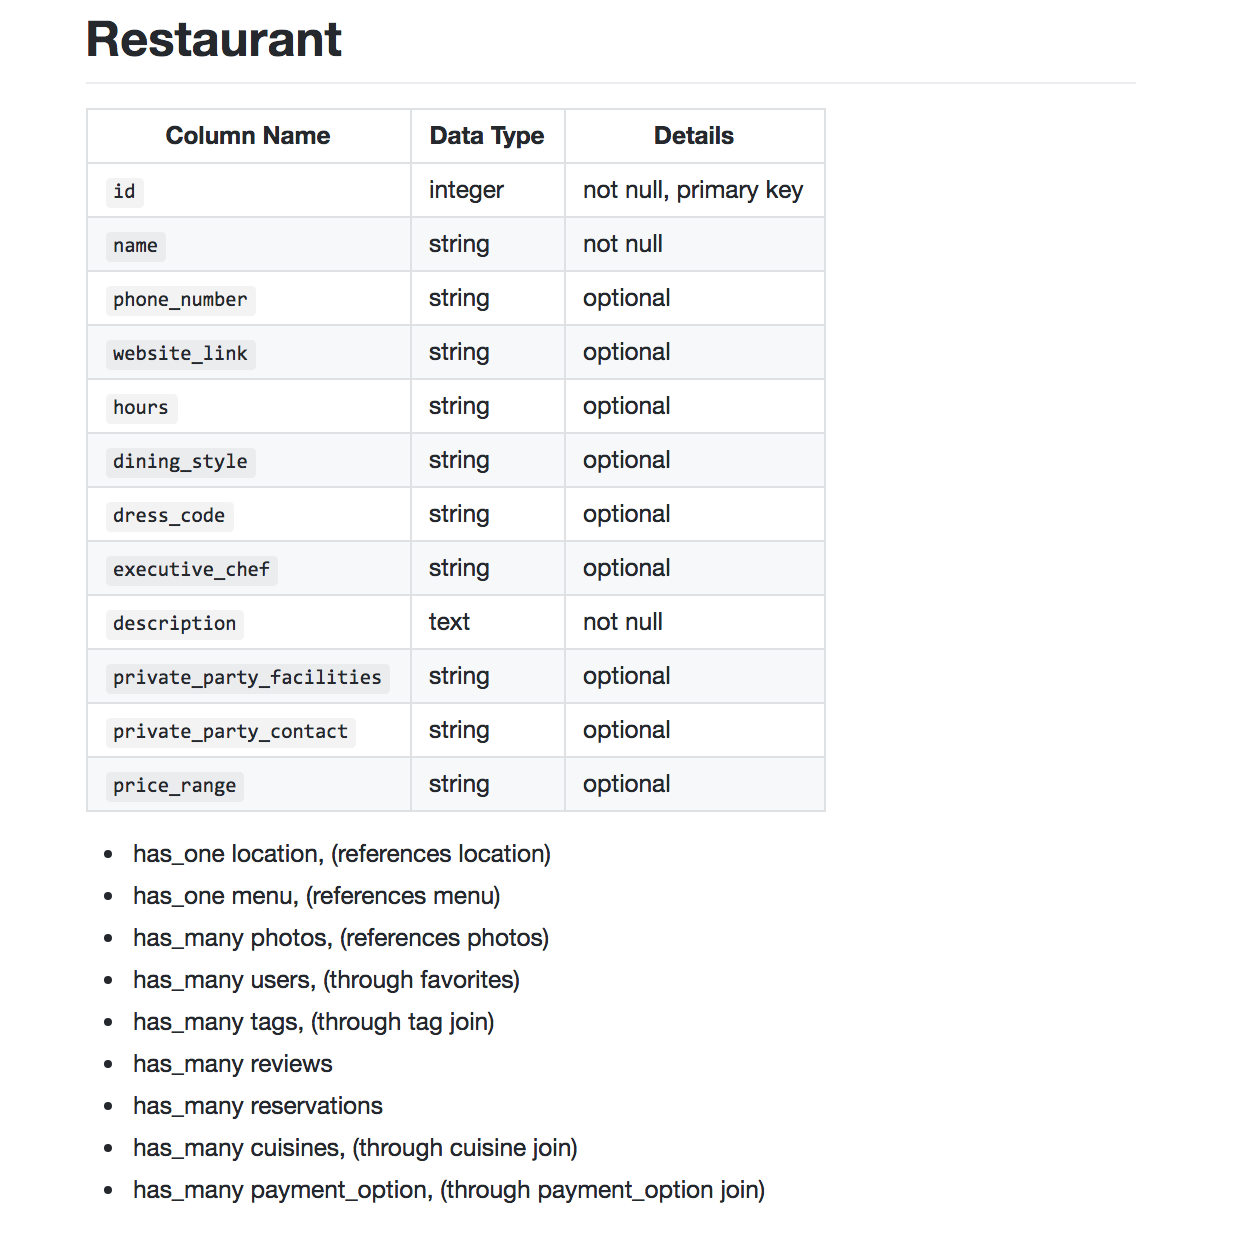 Restaurant
Column Name Data Type Details
id integer not null, primary key
name string not null
phone_number string optional
website_link string optional
hours string optional
dining_style string optional
dress_code string optional
executive_chef string optional
description text not null
private_party_facilities string optional
private_party_contact string optional
price_range string optional
• has_one location, (references location)
• has_one menu, (references menu)
• has_many photos, (references photos)
• has_many users, (through favorites)
• has_many tags, (through tag join)
• has_many reviews
• has_many reservations
• has_many cuisines, (through cuisine join)
• has_many payment_option, (through payment_option join)